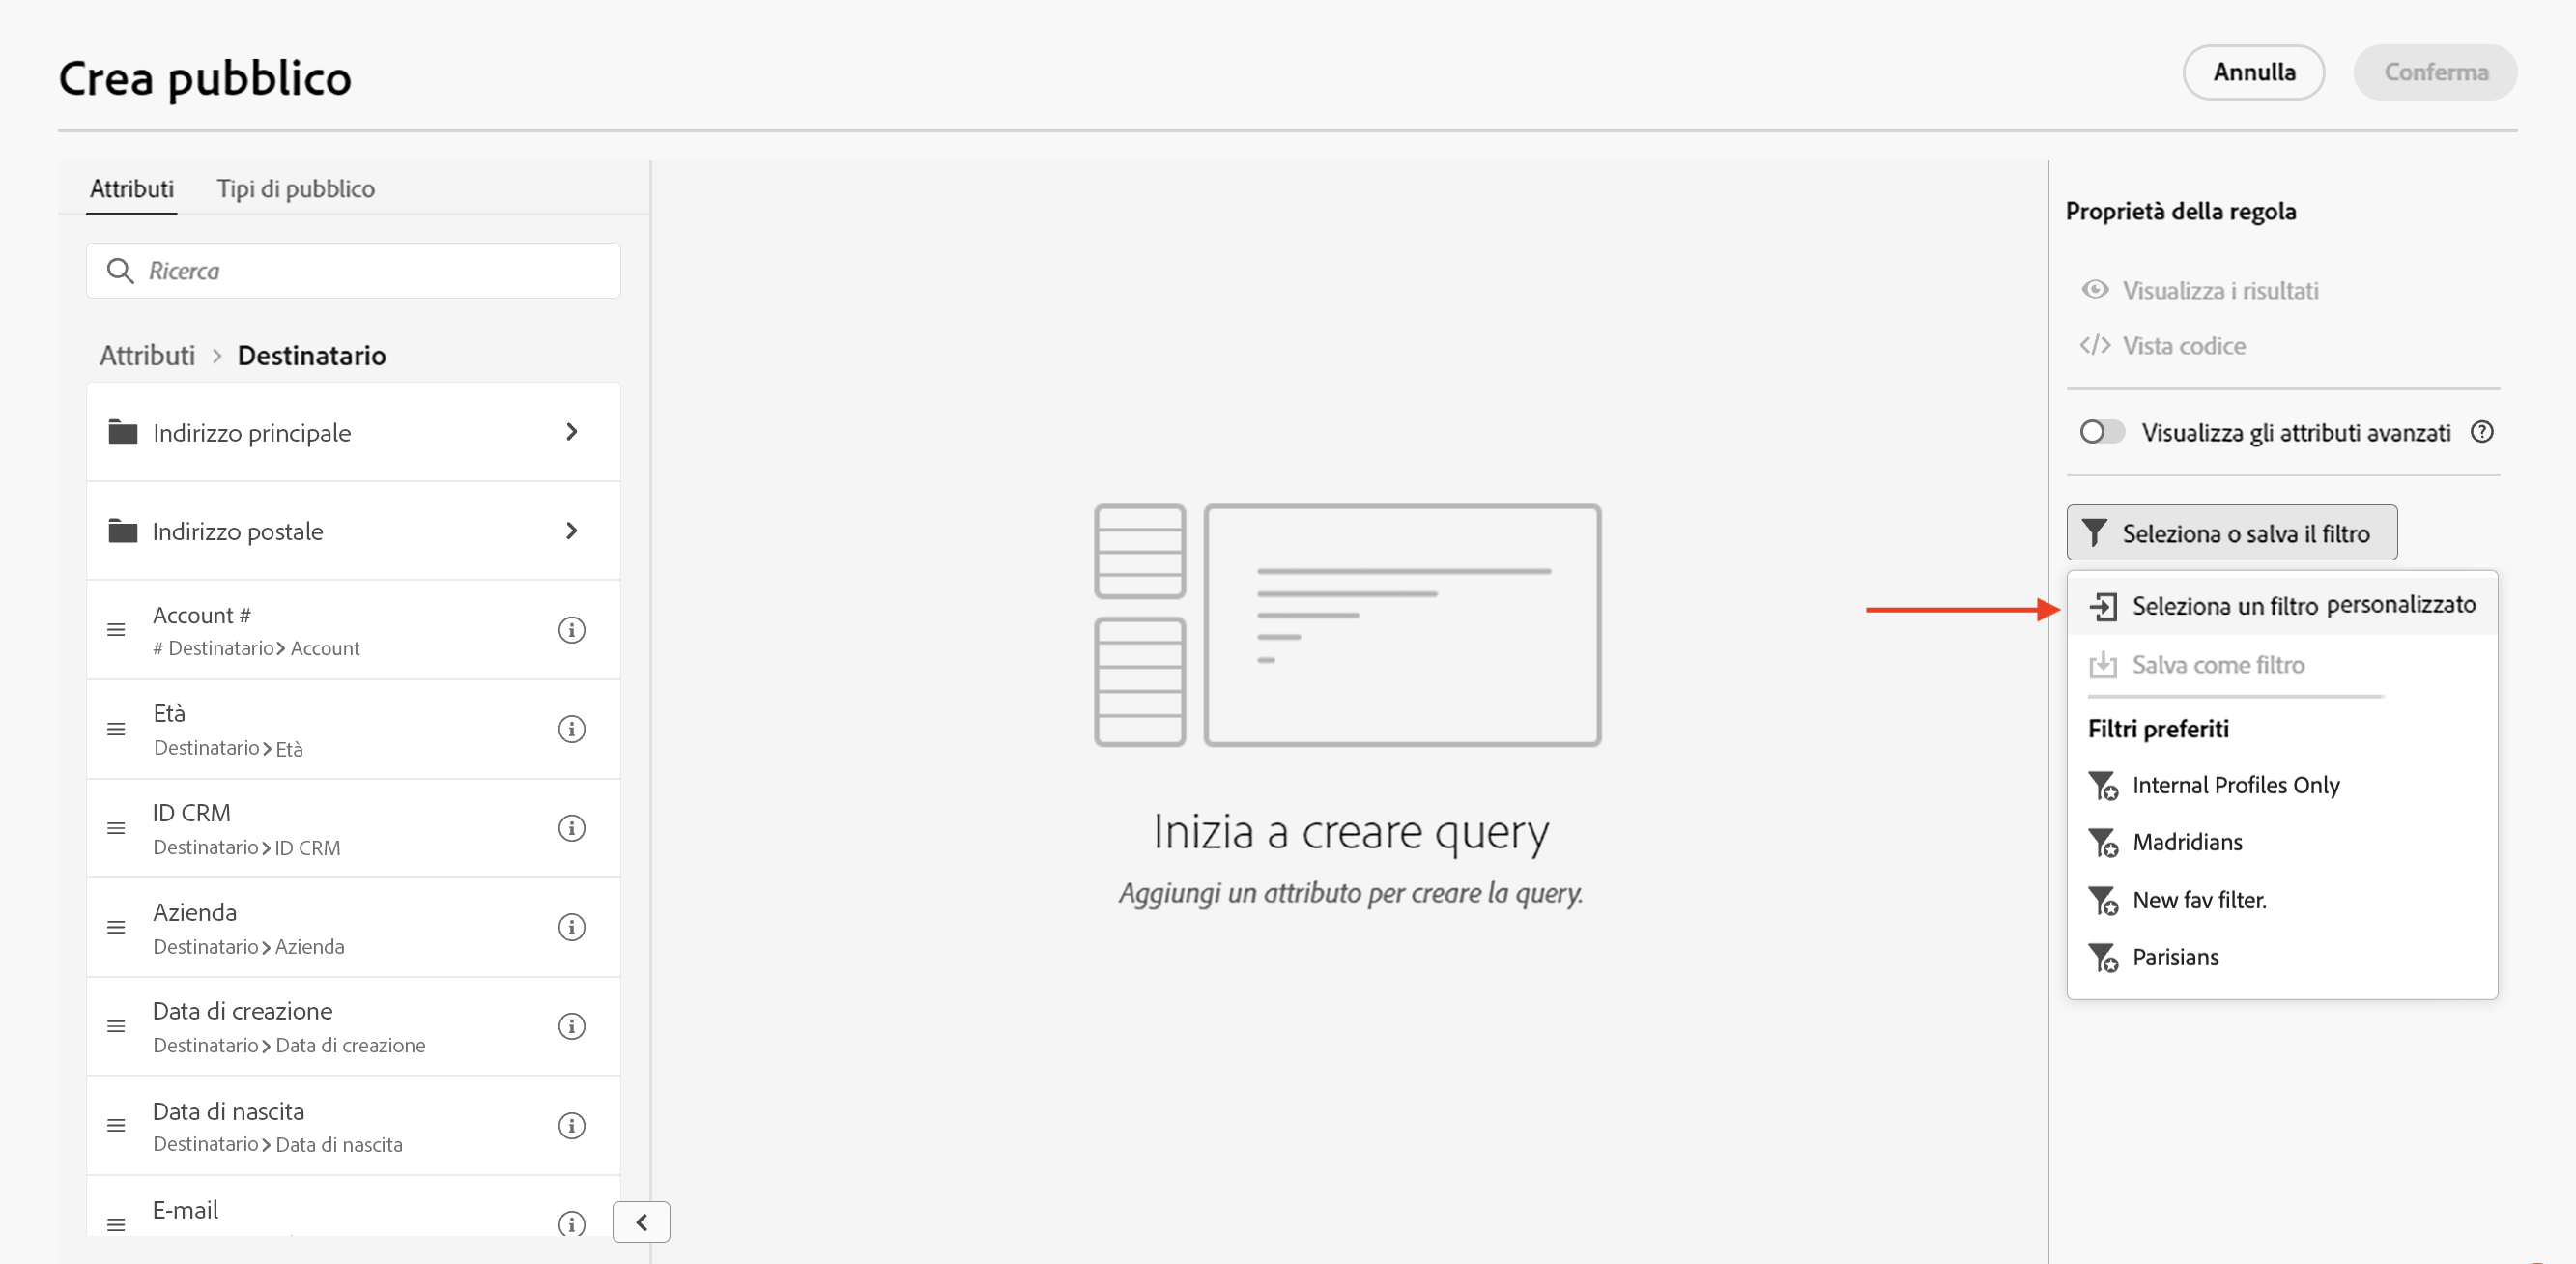 Crea pubblico
Annulla
Conferma
Attributi
Tipi di pubblico
Ricerca
Attributi > Destinatario
Indirizzo principale
Indirizzo postale
Account #
# Destinatario> Account
Età
Destinatario> Età
ID CRM
Destinatario> ID CRM
Azienda
Destinatario> Azienda
Data di creazione
Destinatario> Data di creazione
Data di nascita
Destinatario> Data di nascita
E-mail
Inizia a creare query
Aggiungi un attributo per creare la query.
Proprietà della regola
Visualizza i risultati
Vista codice
Visualizza gli attributi avanzati
Seleziona o salva il filtro
Seleziona un filtro personalizzato
Salva come filtro
Filtri preferiti
Internal Profiles Only
Madridians
New fav filter.
Parisians